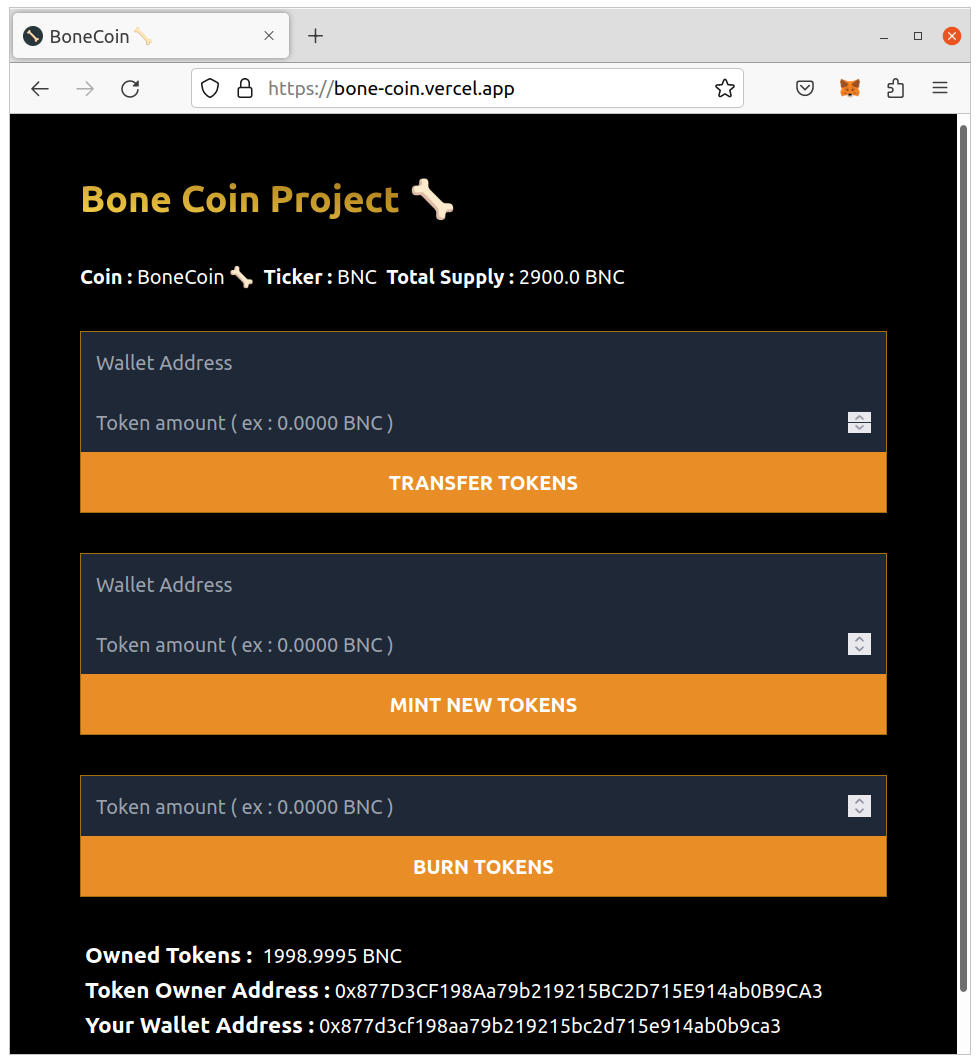 BoneCoin 🦴
https://bone-coin.vercel.app
Bone Coin Project 🦴
Coin : BoneCoin 🦴 Ticker : BNC Total Supply : 2900.0 BNC
Wallet Address
Token amount ( ex : 0.0000 BNC )
TRANSFER TOKENS
Wallet Address
Token amount ( ex : 0.0000 BNC )
MINT NEW TOKENS
Token amount ( ex : 0.0000 BNC )
BURN TOKENS
Owned Tokens : 1998.9995 BNC
Token Owner Address : 0x877D3CF198Aa79b219215BC2D715E914ab0B9CA3
Your Wallet Address : 0x877d3cf198aa79b219215bc2d715e914ab0b9ca3